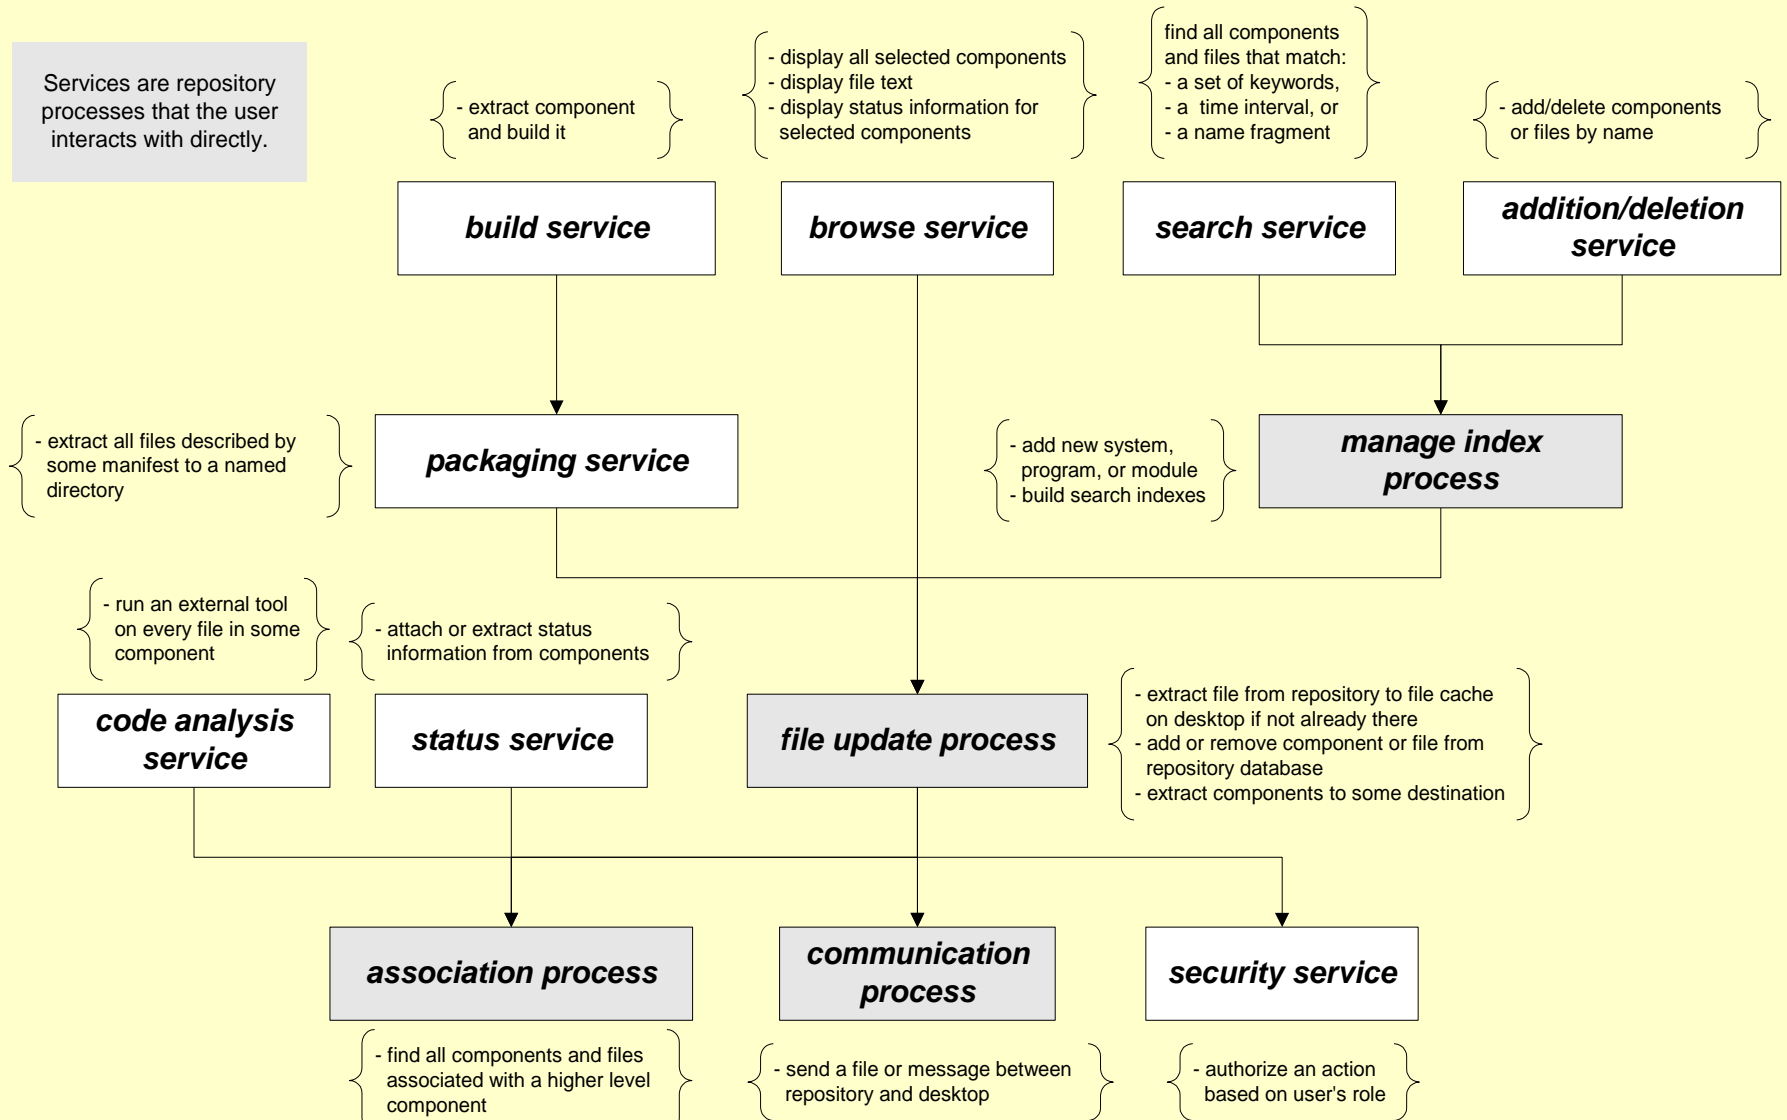 Services are repository
processes that the user
interacts with directly.
- extract component
and build it
- display all selected components
- display file text
- display status information for
selected components
find all components
and files that match:
- a set of keywords,
- a time interval, or
- a name fragment
- add/delete components
or files by name
build service
browse service
search service
addition/deletion
service
- extract all files described by
some manifest to a named
directory
packaging service
- add new system,
program, or module
- build search indexes
manage index
process
- run an external tool
on every file in some
component
- attach or extract status
information from components
code analysis
service
status service
file update process
- extract file from repository to file cache
on desktop if not already there
- add or remove component or file from
repository database
- extract components to some destination
association process
communication
process
security service
- find all components and files
associated with a higher level
component
- send a file or message between
repository and desktop
- authorize an action
based on user's role